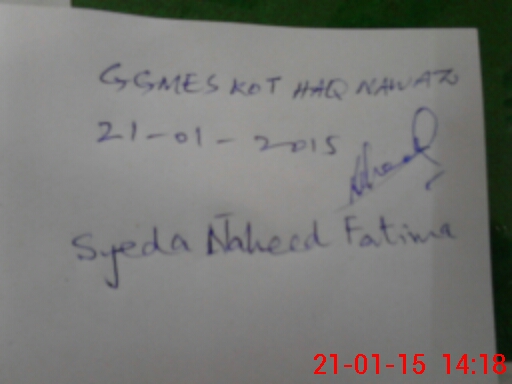 GGMES KOT HAQ NAWAZ
21-01-2015
Syeda Naheed Fatima
21-01-15 14:18